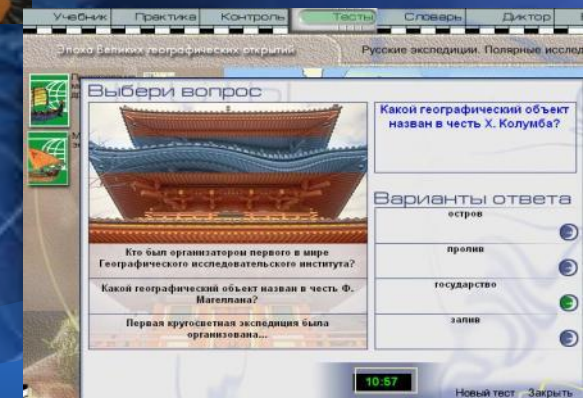 Учебник Практика Контроль Тесты Словарь Диктор
Эпоха Великих географических открытий
Русские экспедиции. Полярные исслед
Выбери вопрос
Кто был организатором первого в мире
Географического исследовательского института?
Какой географический объект назван в честь Ф.
Магеллана?
Первая кругосветная экспедиция была
организована...
Какой географический объект
назван в честь Х. Колумба?
Варианты ответа
остров
пролив
государство
залив
10:57
Новый тест Закрыть